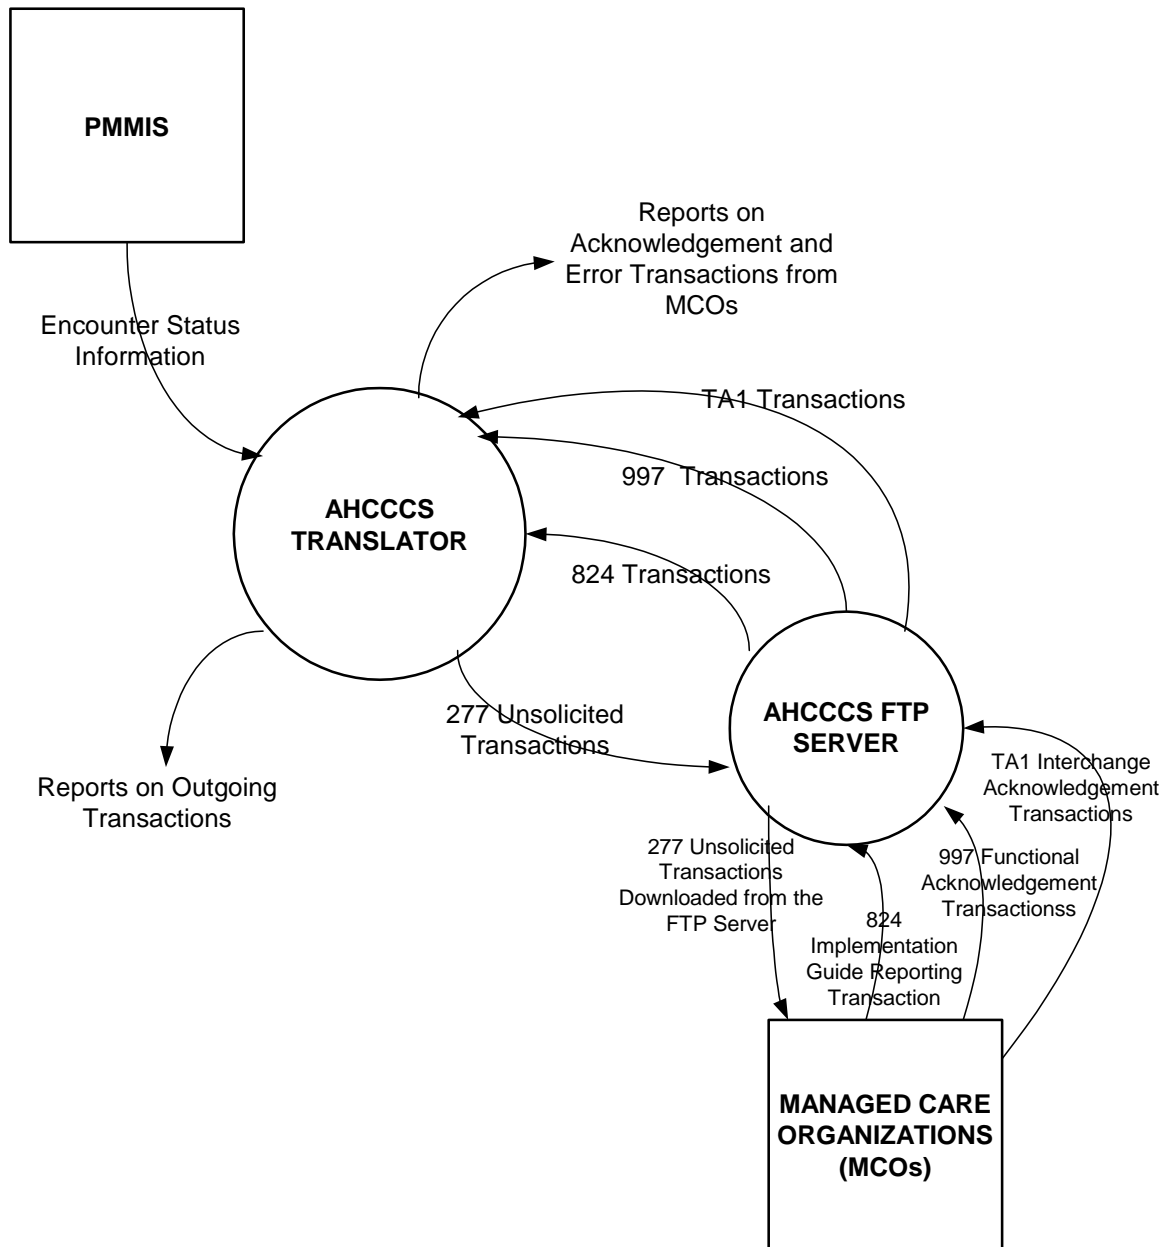 PMMIS
Reports on
Acknowledgement and
Error Transactions from
MCOs
Encounter Status
Information
TA1 Transactions
997 Transactions
AHCCCS
TRANSLATOR
824 Transactions
277 Unsolicited
Transactions
AHCCCS FTP
SERVER
TA1 Interchange
Acknowledgement
Transactions
Reports on Outgoing
Transactions
277 Unsolicited
Transactions
Downloaded from the
FTP Server
997 Functional
Acknowledgement
Transactionss
824
Implementation
Guide Reporting
Transaction
MANAGED CARE
ORGANIZATIONS
(MCOs)